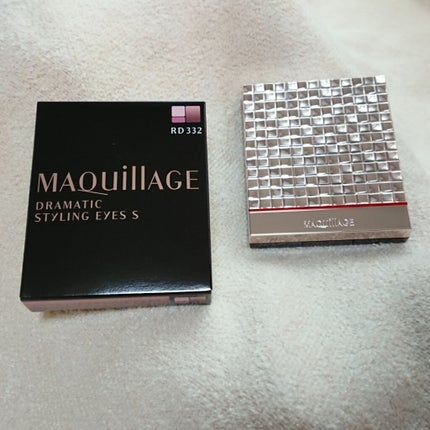 RD 332
MAQuillAGE
DRAMATIC
STYLING EYES S
MAQuillAGE